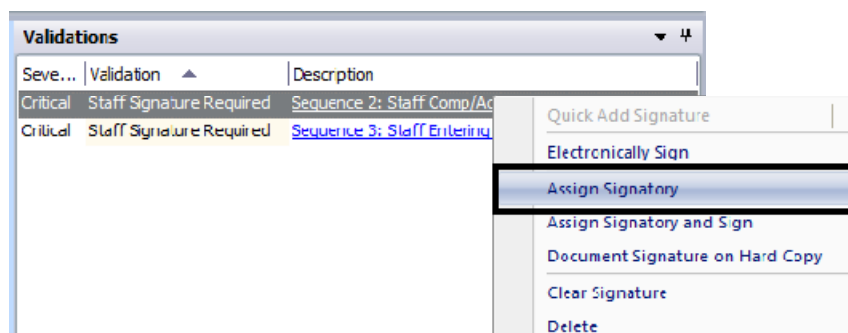 Validations
Seve... Validation Description
Critical Staff Signature Required Sequence 2: Staff Comp/Ac
Critical Staff Signature Required Sequence 3: Staff Entering
Quick Add Signature
Electronically Sign
Assign Signatory
Assign Signatory and Sign
Document Signature on Hard Copy
Clear Signature
Delete